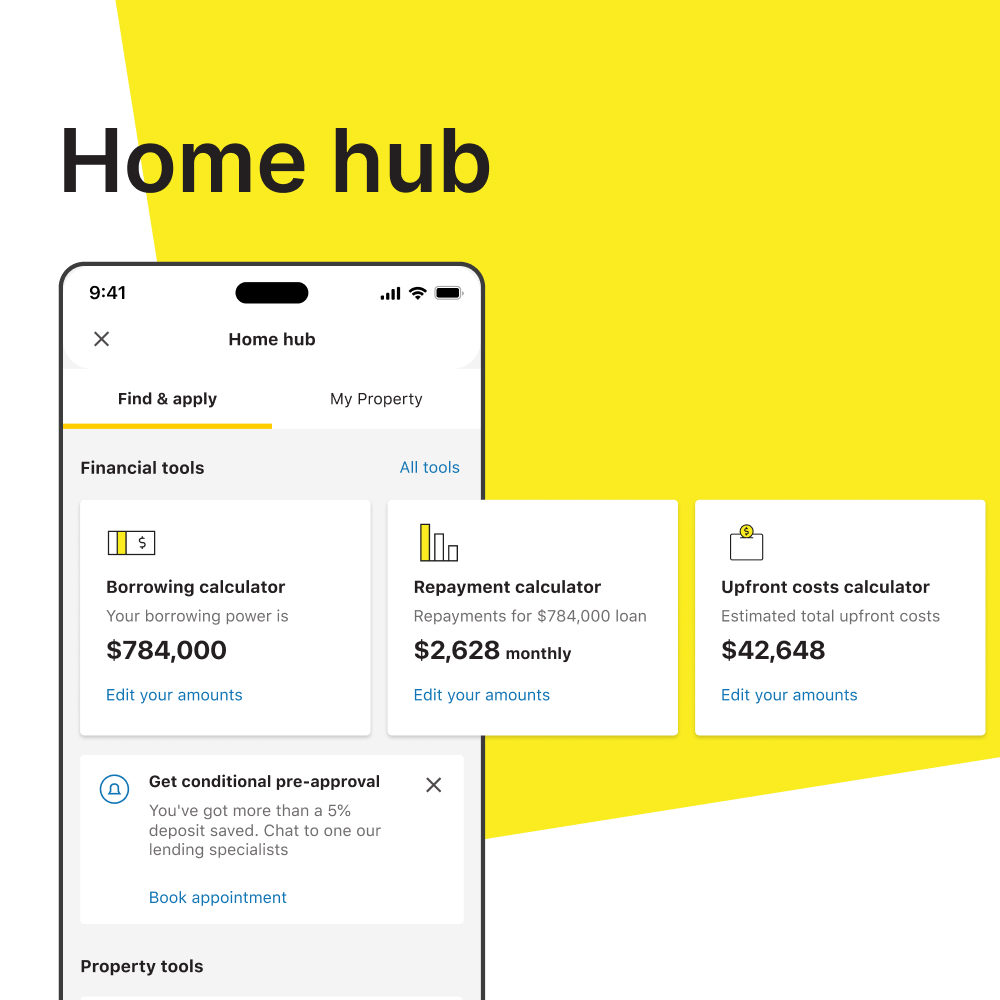 Home hub
9:41
Home hub
Find & apply
My Property
Financial tools
All tools
$
Borrowing calculator
Your borrowing power is
$784,000
Edit your amounts
Repayment calculator
Repayments for $784,000 loan
$2,628 monthly
Edit your amounts
$
Upfront costs calculator
Estimated total upfront costs
$42,648
Edit your amounts
Get conditional pre-approval
You've got more than a 5%
deposit saved. Chat to one our
lending specialists
Book appointment
Property tools